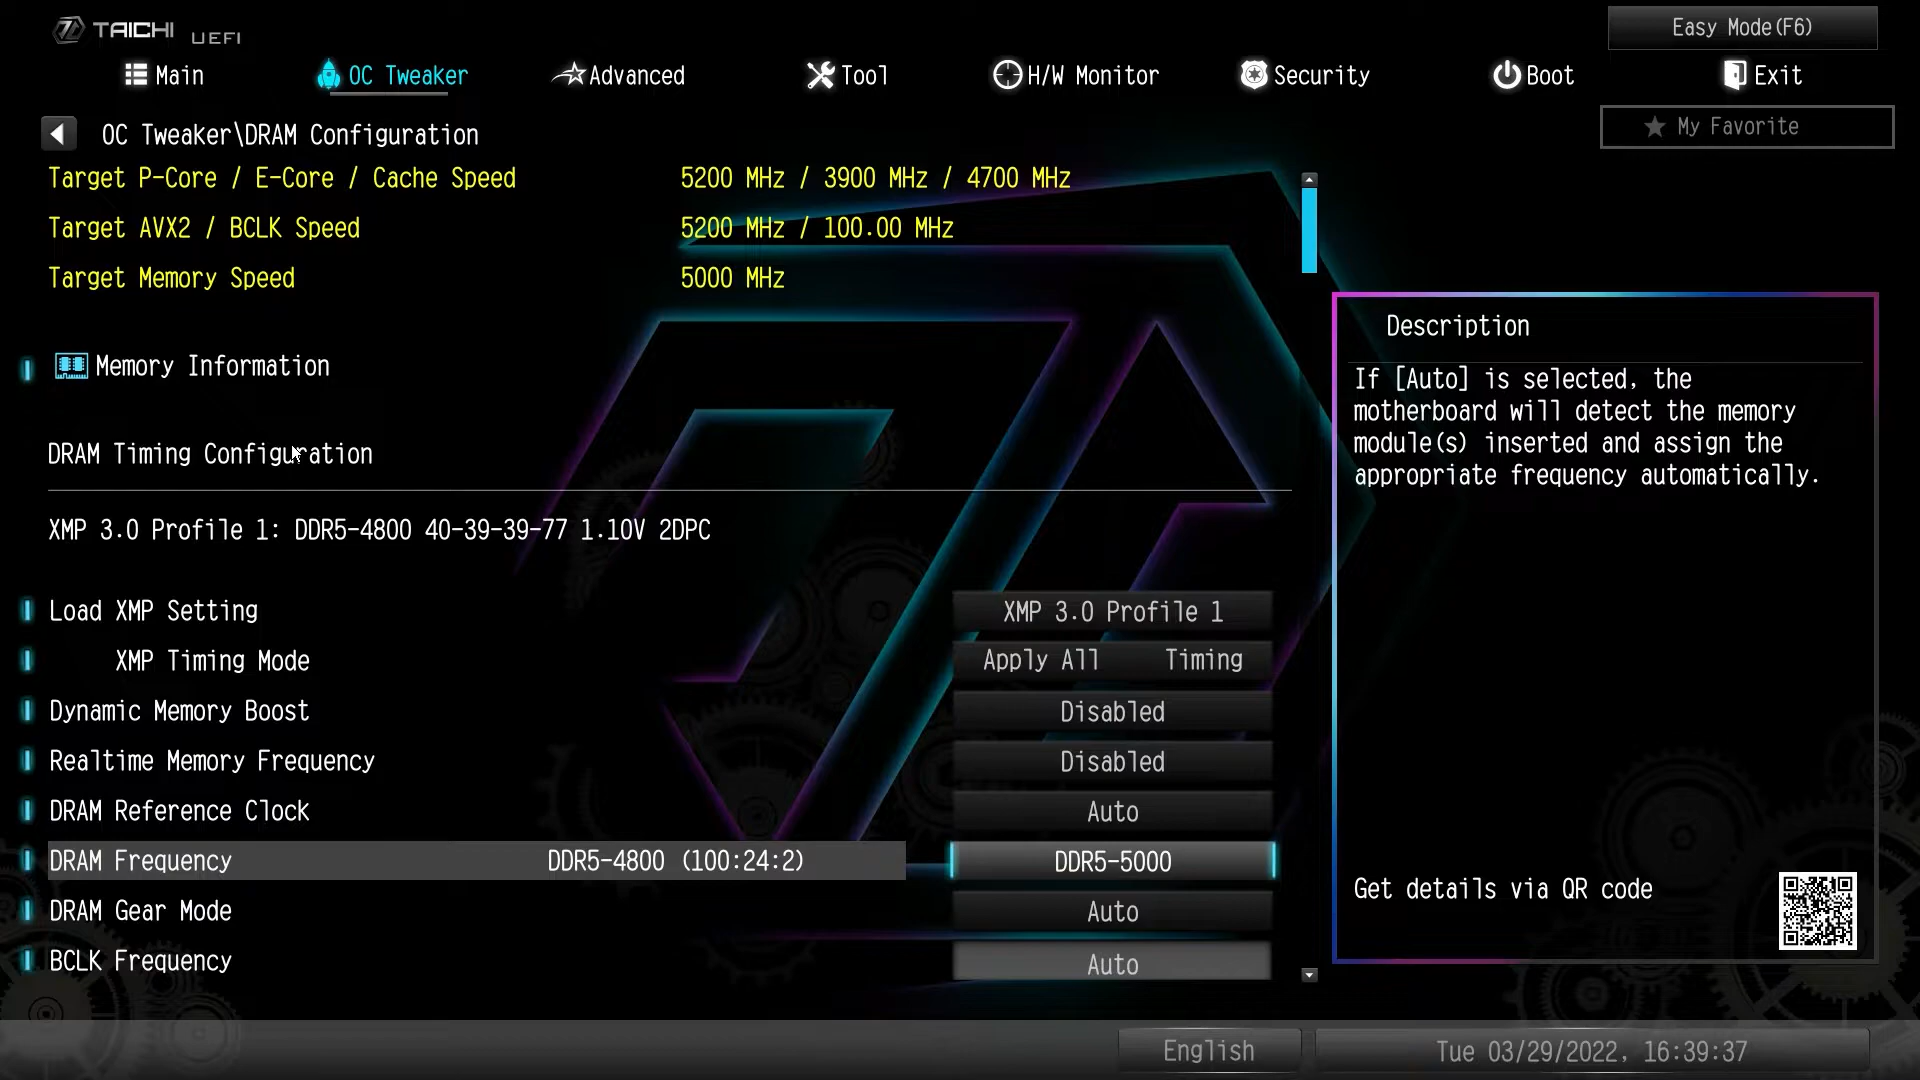 TAICHI UEFI
Easy Mode(F6)
Main OC Tweaker Advanced Tool H/W Monitor Security Boot Exit
OC Tweaker\DRAM Configuration
My Favorite
Target P-Core / E-Core / Cache Speed 5200 MHz / 3900 MHz / 4700 MHz
Target AVX2 / BCLK Speed 5200 MHz / 100.00 MHz
Target Memory Speed 5000 MHz
Memory Information
DRAM Timing Configuration
XMP 3.0 Profile 1: DDR5-4800 40-39-39-77 1.10V 2DPC
Load XMP Setting XMP 3.0 Profile 1
XMP Timing Mode Apply All Timing
Dynamic Memory Boost Disabled
Realtime Memory Frequency Disabled
DRAM Reference Clock Auto
DRAM Frequency DDR5-4800 (100:24:2) DDR5-5000
DRAM Gear Mode Auto
BCLK Frequency Auto
Description
If [Auto] is selected, the
motherboard will detect the memory
module(s) inserted and assign the
appropriate frequency automatically.
Get details via QR code
English
Tue 03/29/2022, 16:39:37